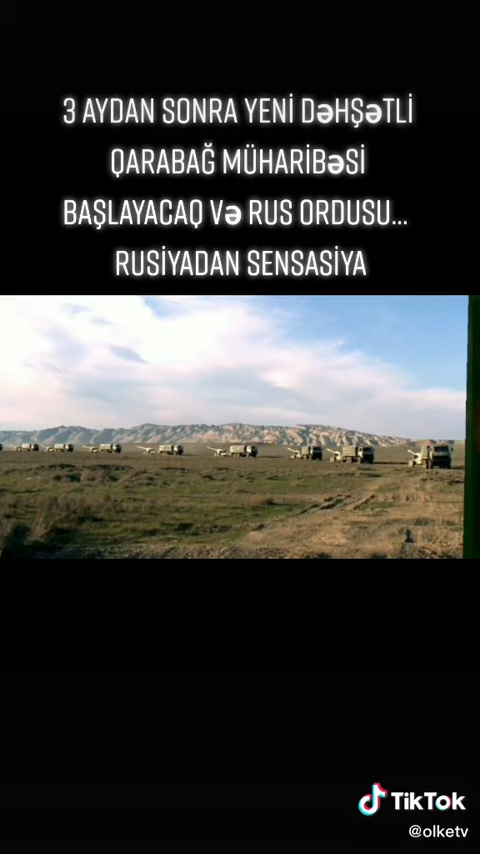 3 AYDAN SONRA YENİ DəHŞəTLİ
QARABAĞ MÜHARİBəSİ
BAŞLAYACAQ Və RUS ORDUSU...
RUSİYADAN SENSASİYA
TikTok
@olketv